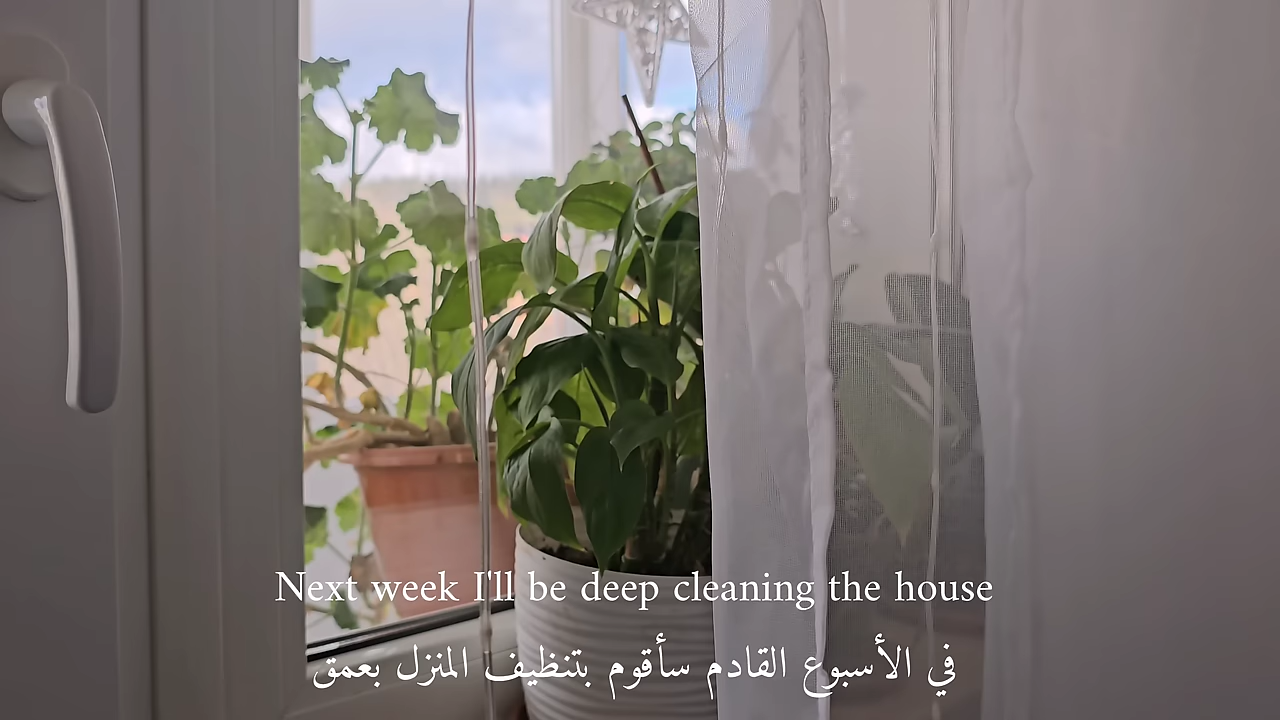 Next week I'll be deep cleaning the house
في الأسبوع القادم سأقوم بتنظيف المنزل بعمق